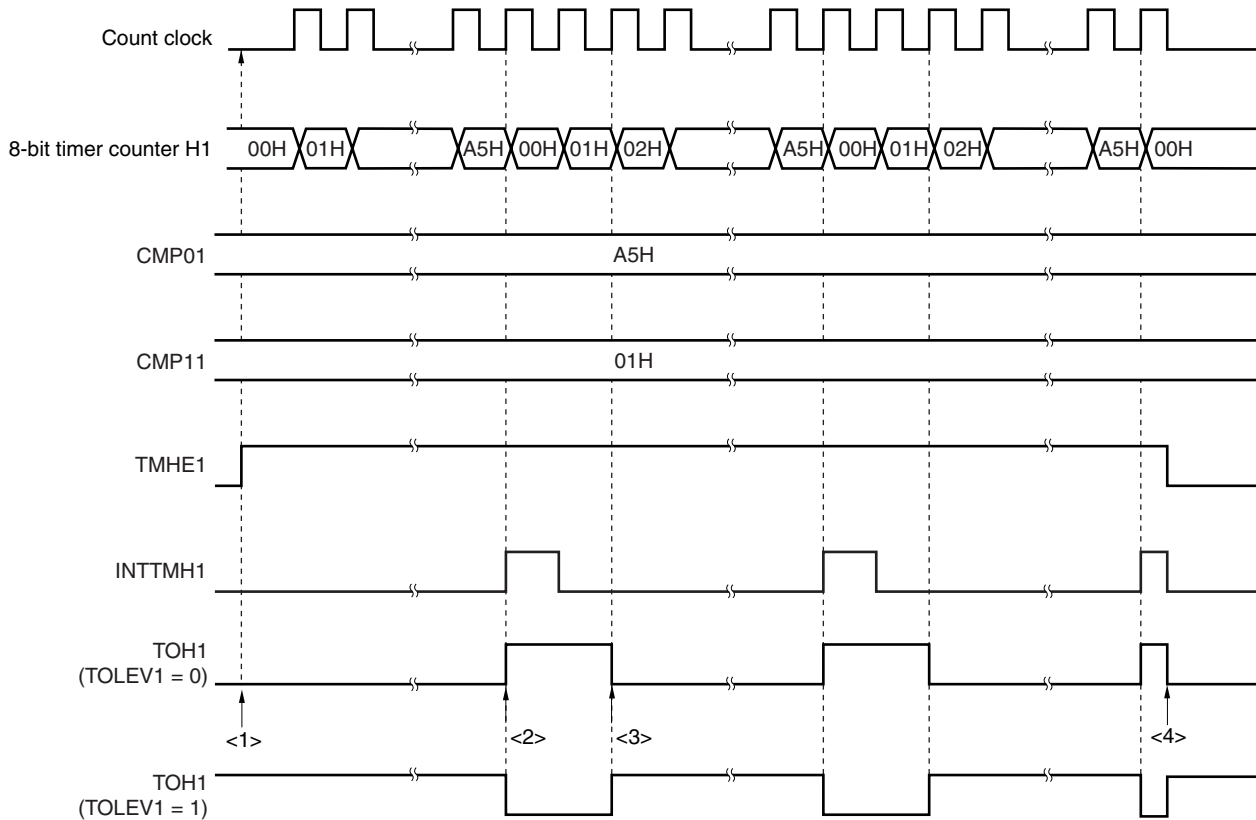 Count clock
8-bit timer counter H1
00H 01H A5H 00H 01H 02H A5H 00H 01H 02H A5H 00H
CMP01
A5H
CMP11
01H
TMHE1
INTTMH1
TOH1
(TOLEV1 = 0)
<1> <2> <3> <4>
TOH1
(TOLEV1 = 1)